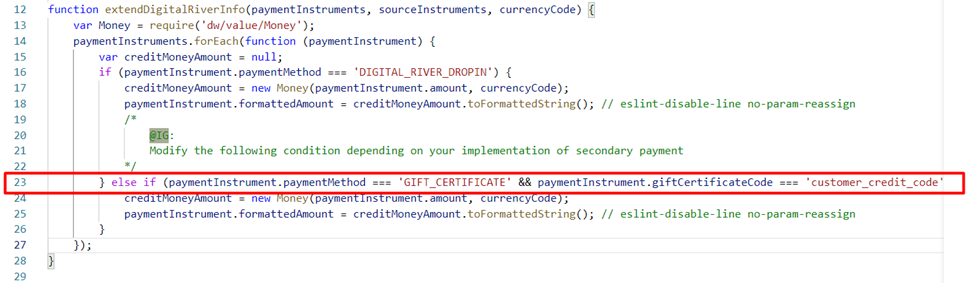 12 function extendDigitalRiverInfo(paymentInstruments, sourceInstruments, currencyCode) {
13 var Money = require('dw/value/Money');
14 paymentInstruments.forEach(function (paymentInstrument) {
15 var creditMoneyAmount = null;
16 if (paymentInstrument.paymentMethod === 'DIGITAL_RIVER_DROPIN') {
17 creditMoneyAmount = new Money(paymentInstrument.amount, currencyCode);
18 paymentInstrument.formattedAmount = creditMoneyAmount.toFormattedString(); // eslint-disable-line no-param-reassign
19 /*
20 @IG:
21 Modify the following condition depending on your implementation of secondary payment
22 */
23 } else if (paymentInstrument.paymentMethod === 'GIFT_CERTIFICATE' && paymentInstrument.giftCertificateCode === 'customer_credit_code'
24 creditMoneyAmount = new Money(paymentInstrument.amount, currencyCode);
25 paymentInstrument.formattedAmount = creditMoneyAmount.toFormattedString(); // eslint-disable-line no-param-reassign
26 }
27 });
28 }
29